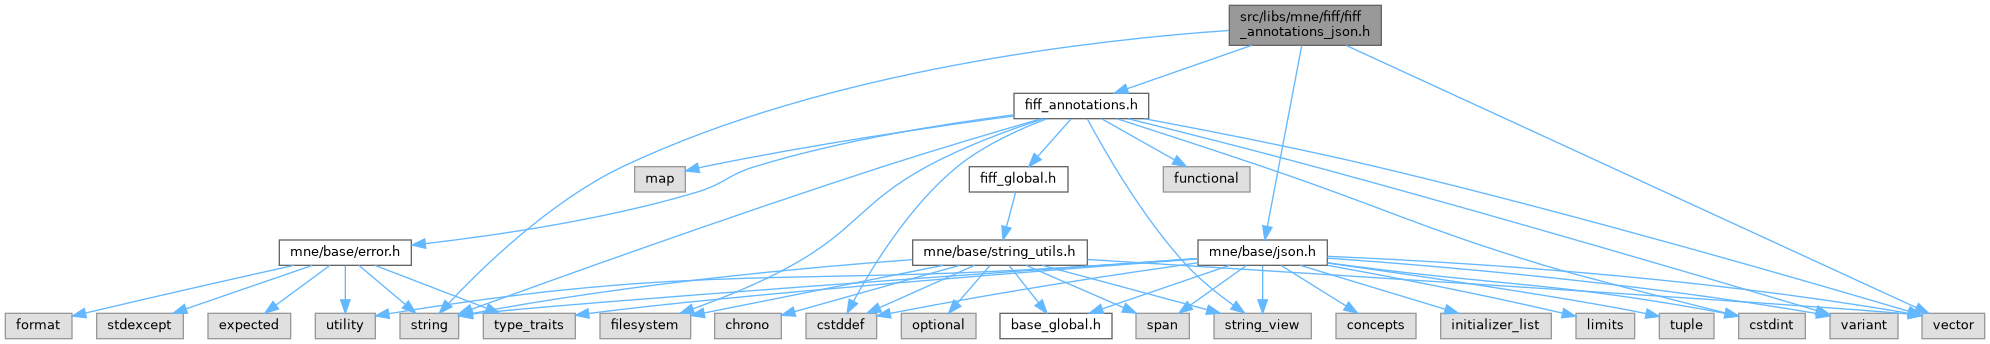 src/libs/mne/fiff/fiff
_annotations_json.h
fiff_annotations.h
map
fiff_global.h
functional
mne/base/error.h
mne/base/string_utils.h
mne/base/json.h
format
stdexcept
expected
utility
string
type_traits
filesystem
chrono
cstddef
optional
base_global.h
span
string_view
concepts
initializer_list
limits
tuple
cstdint
variant
vector